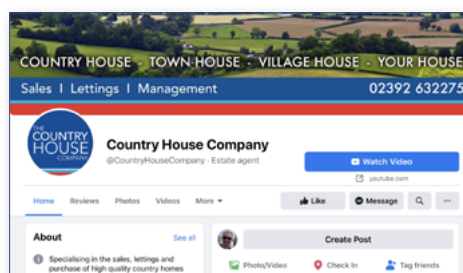 COUNTRY HOUSE - TOWN HOUSE - VILLAGE HOUSE - YOUR HOUSE
Sales I Lettings I Management
02392 632275
THE
COUNTRY
HOUSE
COMPANY
Country House Company
@CountryHouseCompany · Estate agent
Watch Video
youtube.com
Home Reviews Photos Videos More
Like
Message
About
See all
Create Post
Specialising in the sales, lettings and
purchase of high quality country homes
Photo/Video
Check In
Tag friends